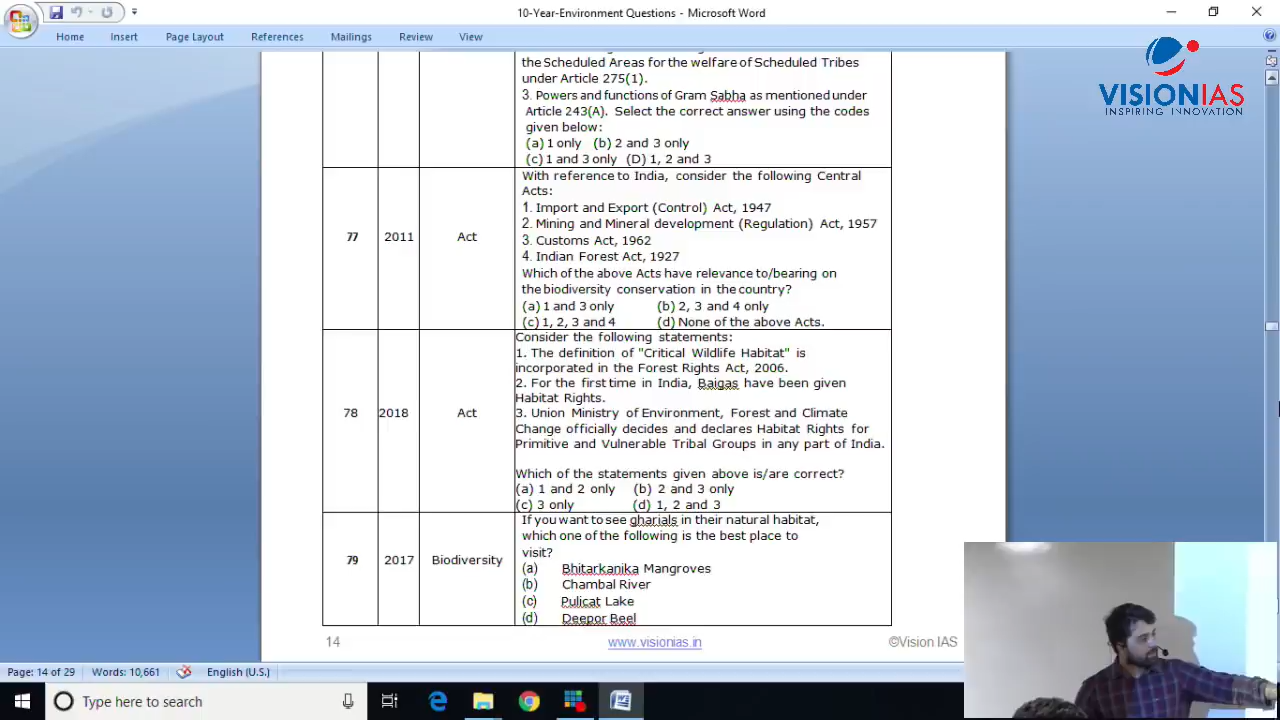 10-Year-Environment Questions - Microsoft Word
Home Insert Page Layout References Mailings Review View
VISIONIAS
INSPIRING INNOVATION
the Scheduled Areas for the welfare of Scheduled Tribes
under Article 275(1).
3. Powers and functions of Gram Sabha as mentioned under
Article 243(A). Select the correct answer using the codes
given below:
(a) 1 only (b) 2 and 3 only
(c) 1 and 3 only (D) 1, 2 and 3
77 2011 Act
With reference to India, consider the following Central
Acts:
1. Import and Export (Control) Act, 1947
2. Mining and Mineral development (Regulation) Act, 1957
3. Customs Act, 1962
4. Indian Forest Act, 1927
Which of the above Acts have relevance to/bearing on
the biodiversity conservation in the country?
(a) 1 and 3 only (b) 2, 3 and 4 only
(c) 1, 2, 3 and 4 (d) None of the above Acts.
78 2018 Act
Consider the following statements:
1. The definition of "Critical Wildlife Habitat" is
incorporated in the Forest Rights Act, 2006.
2. For the first time in India, Baigas have been given
Habitat Rights.
3. Union Ministry of Environment, Forest and Climate
Change officially decides and declares Habitat Rights for
Primitive and Vulnerable Tribal Groups in any part of India.
Which of the statements given above is/are correct?
(a) 1 and 2 only (b) 2 and 3 only
(c) 3 only (d) 1, 2 and 3
79 2017 Biodiversity
If you want to see gharials in their natural habitat,
which one of the following is the best place to
visit?
(a) Bhitarkanika Mangroves
(b) Chambal River
(c) Pulicat Lake
(d) Deepor Beel
14 www.visionias.in ©Vision IAS
Page: 14 of 29 Words: 10,661 English (U.S.)
Type here to search